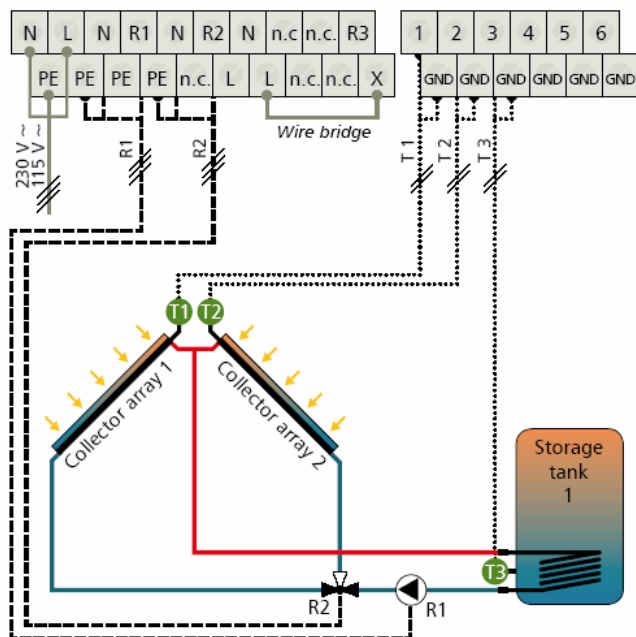 N L N R1 N R2 N n.c. n.c. R3
PE PE PE PE n.c. L L n.c. n.c. X
1 2 3 4 5 6
GND GND GND GND GND GND
Wire bridge
230 V ~
115 V ~
R1
R2
T 1
T 2
T 3
T1
T2
Collector array 1
Collector array 2
Storage
tank
1
T3
R2
R1